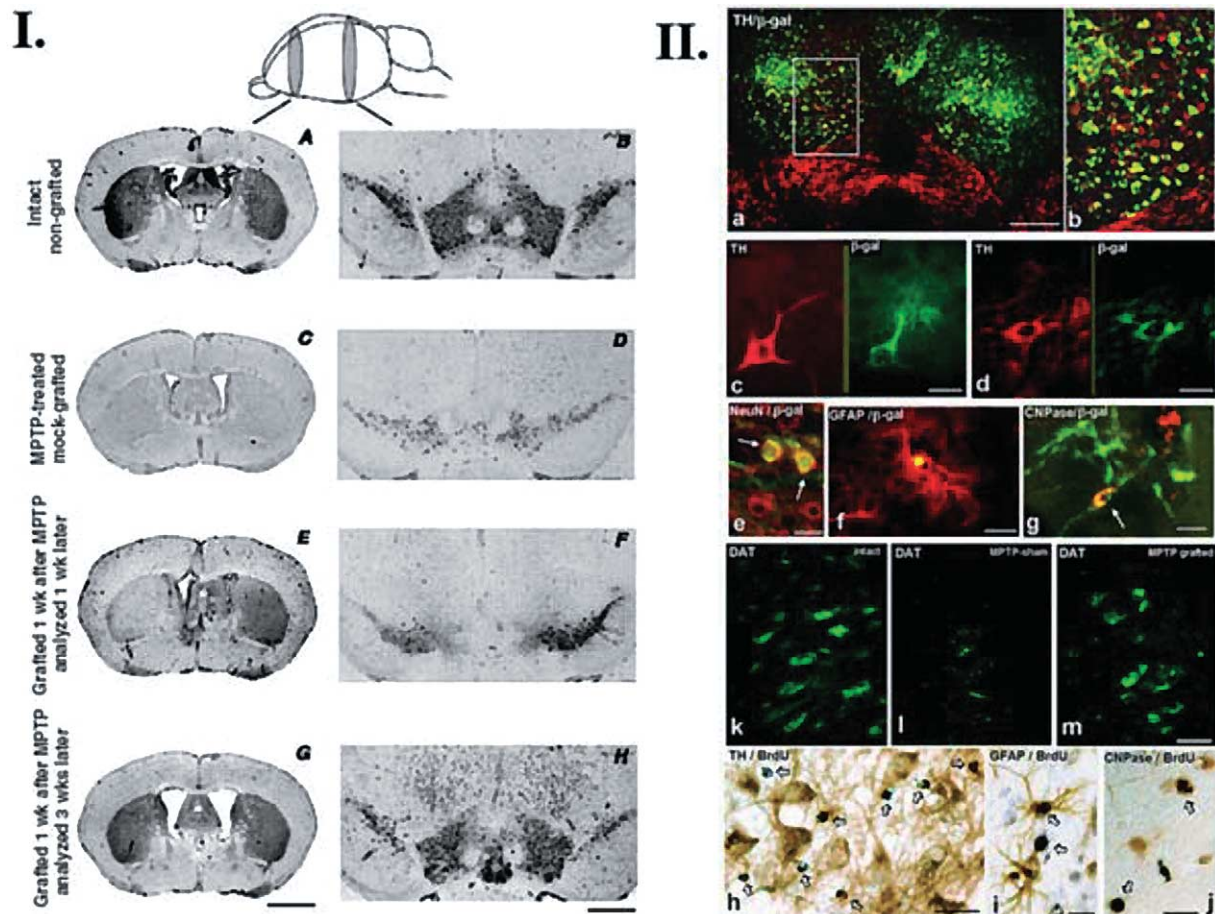 I.
A
B
Intact
non-grafted
C
D
MPTP-treated
mock-grafted
E
F
Grafted 1 wk after MPTP
analyzed 1 wk later
G
H
Grafted 1 wk after MPTP
analyzed 3 wks later
II.
TH/β-gal
a
b
TH
β-gal
TH
β-gal
c
d
NeuN / β-gal
GFAP /β-gal
CNPase/β-gal
e
f
g
DAT
intact
DAT
MPTP-sham
DAT
MPTP grafted
k
l
m
TH / BrdU
GFAP / BrdU
CNPase / BrdU
h
i
j